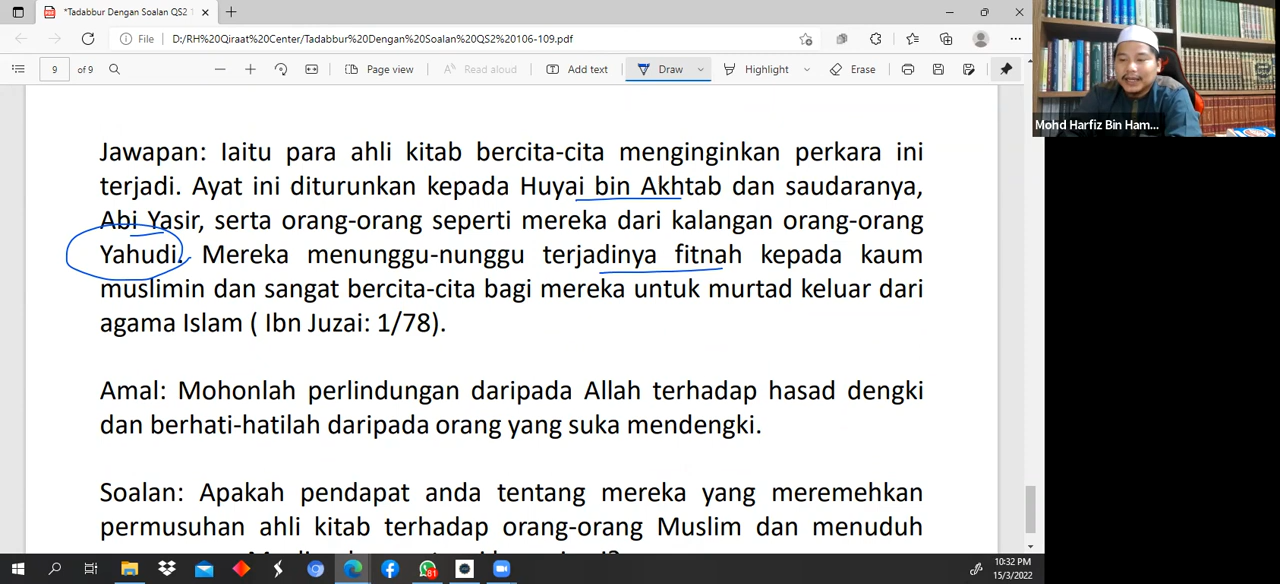 *Tadabbur Dengan Soalan QS2 1
File
D:/RH%20Qiraat%20Center/Tadabbur%20Dengan%20Soalan%20QS2%20106-109.pdf
9 of 9
Page view
Read aloud
Add text
Draw
Highlight
Erase
Mohd Harfiz Bin Ham...
Jawapan: Iaitu para ahli kitab bercita-cita menginginkan perkara ini
terjadi. Ayat ini diturunkan kepada Huyai bin Akhtab dan saudaranya,
Abi Yasir, serta orang-orang seperti mereka dari kalangan orang-orang
Yahudi. Mereka menunggu-nunggu terjadinya fitnah kepada kaum
muslimin dan sangat bercita-cita bagi mereka untuk murtad keluar dari
agama Islam ( Ibn Juzai: 1/78).
Amal: Mohonlah perlindungan daripada Allah terhadap hasad dengki
dan berhati-hatilah daripada orang yang suka mendengki.
Soalan: Apakah pendapat anda tentang mereka yang meremehkan
permusuhan ahli kitab terhadap orang-orang Muslim dan menuduh
81
10:32 PM
15/3/2022